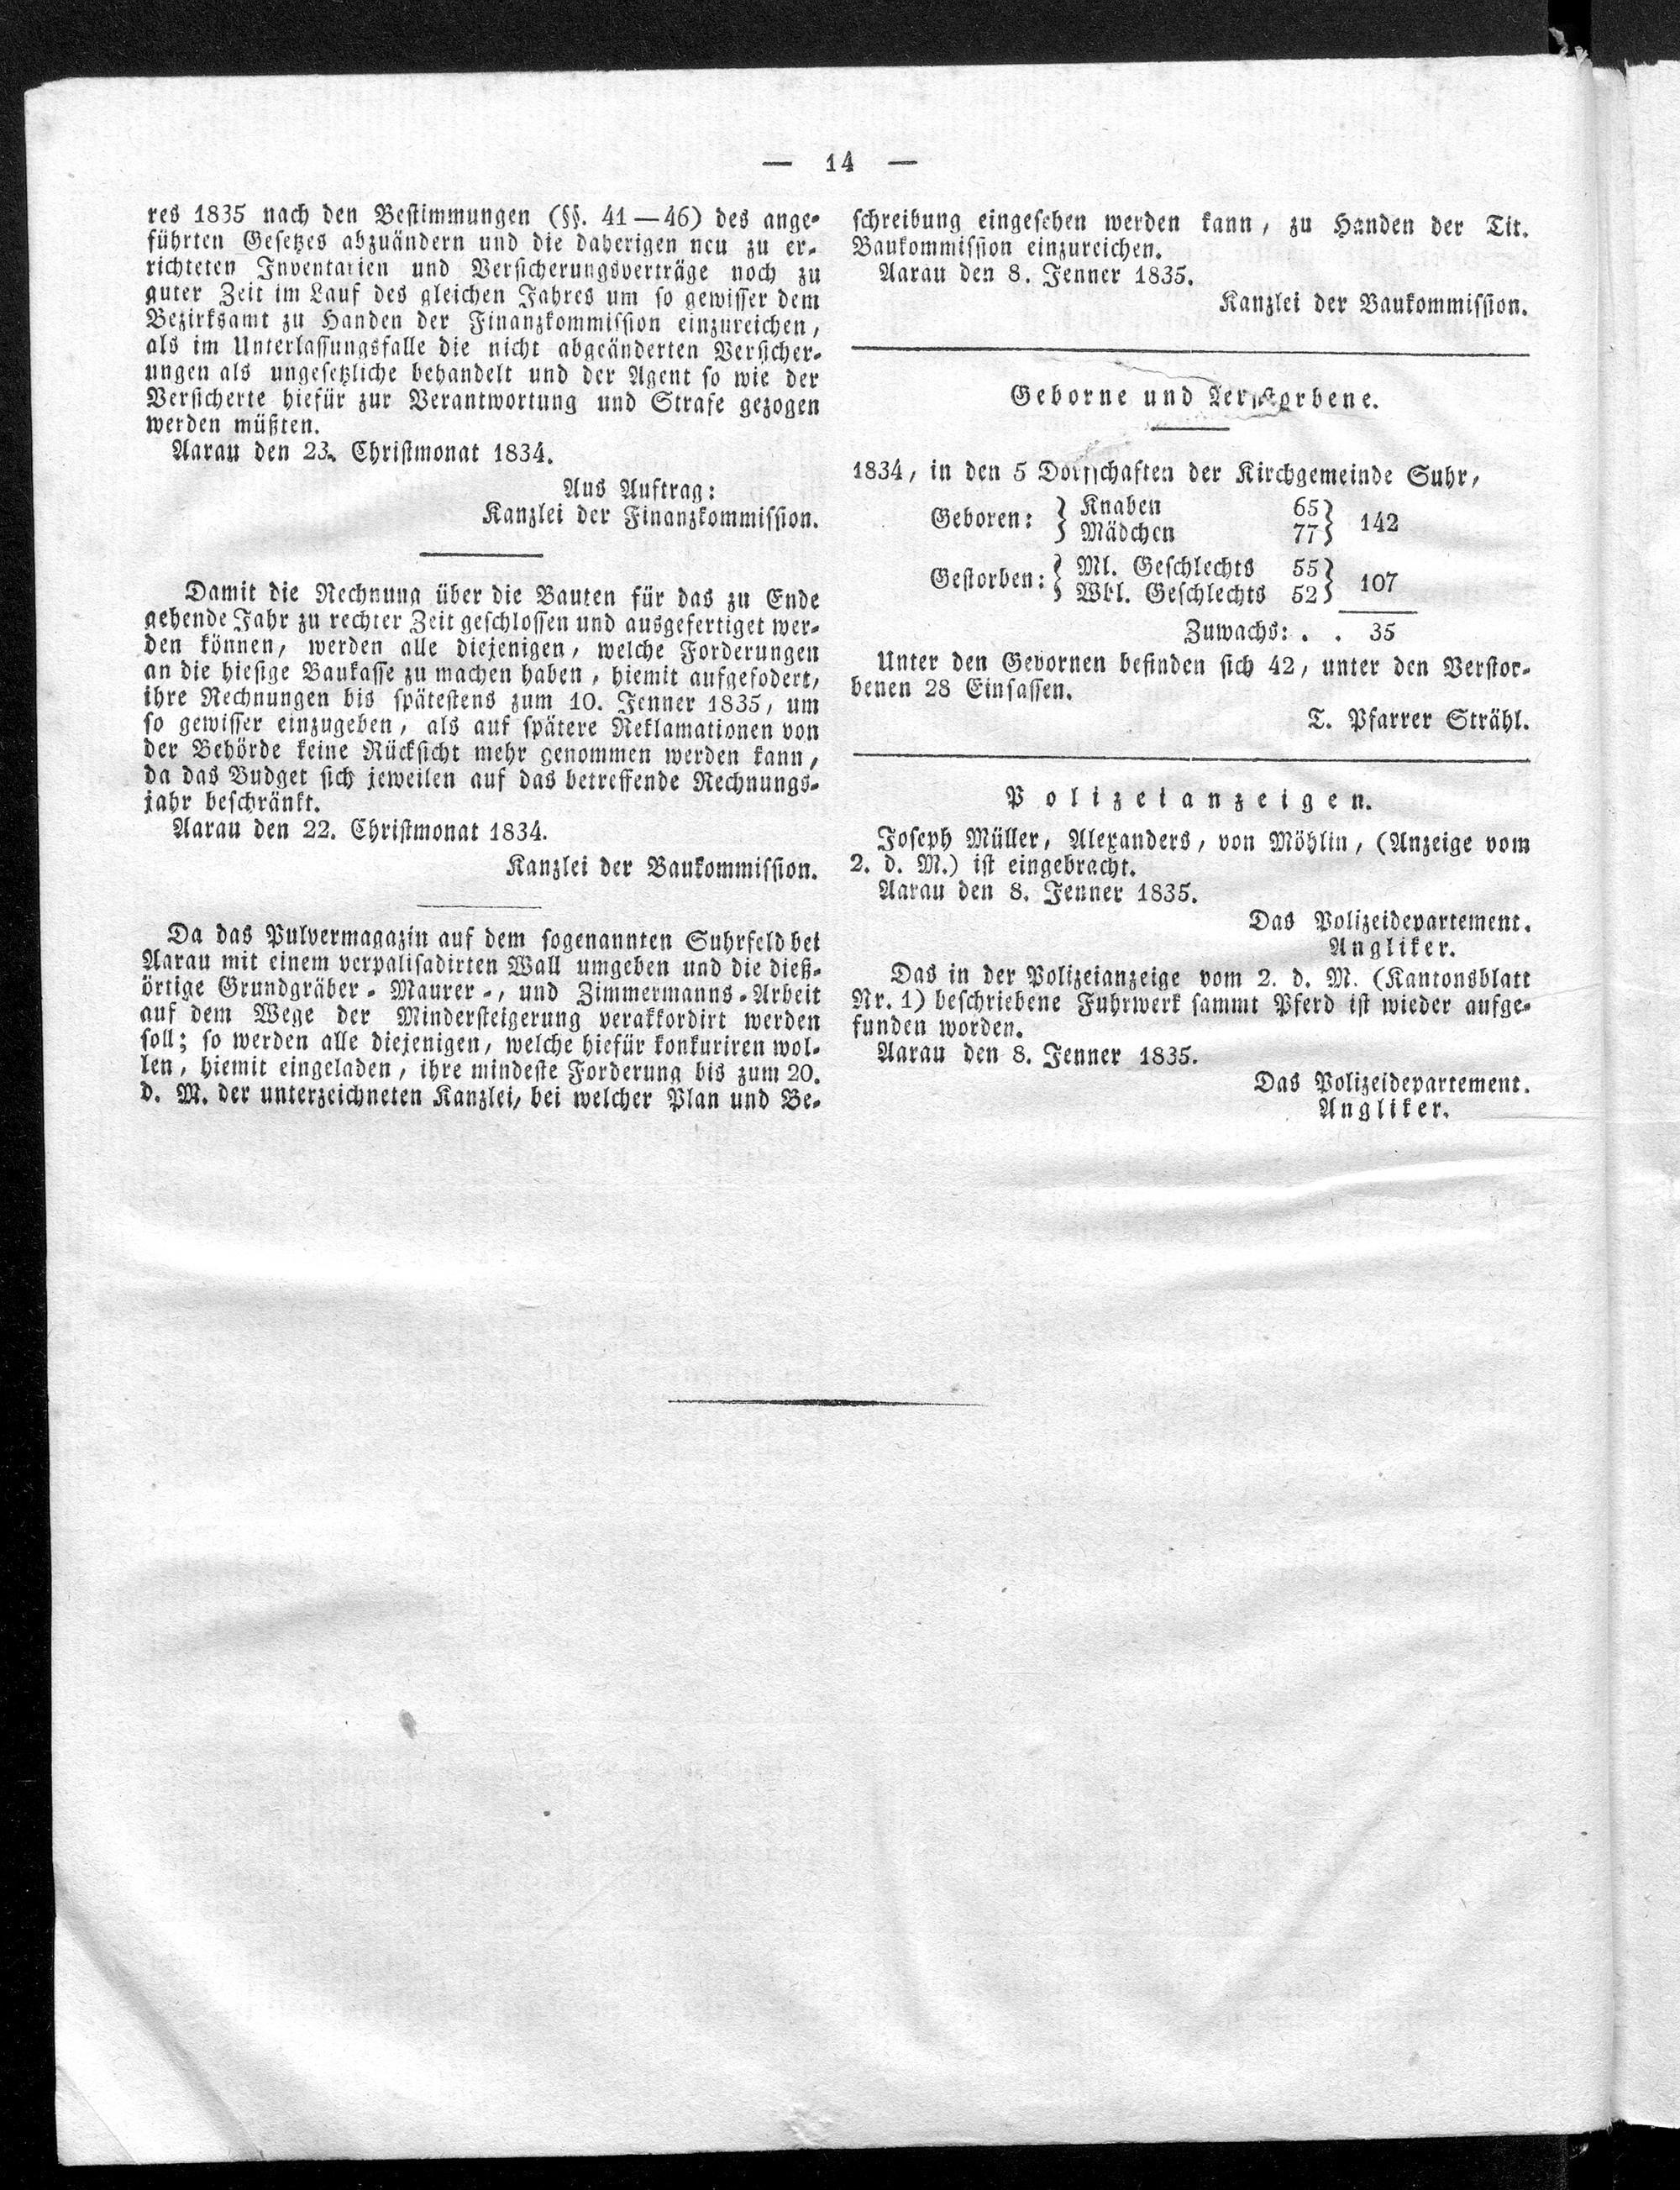 — 14 —
res 1835 nach den Bestimmungen (§§. 41—46) des ange-
führten Gesetzes abzuändern und die daherigen neu zu er-
richteten Inventarien und Versicherungsverträge noch zu
guter Zeit im Lauf des gleichen Jahres um so gewisser dem
Bezirksamt zu Handen der Finanzkommission einzureichen,
als im Unterlassungsfalle die nicht abgeänderten Versicher-
ungen als ungesetzliche behandelt und der Agent so wie der
Versicherte hiefür zur Verantwortung und Strafe gezogen
werden müßten.
Aarau den 23. Christmonat 1834.
Aus Auftrag:
Kanzlei der Finanzkommission.
Damit die Rechnung über die Bauten für das zu Ende
gehende Jahr zu rechter Zeit geschlossen und ausgefertiget wer-
den können, werden alle diejenigen, welche Forderungen
an die hiesige Baukasse zu machen haben, hiemit aufgefodert,
ihre Rechnungen bis spätestens zum 10. Jenner 1835, um
so gewisser einzugeben, als auf spätere Reklamationen von
der Behörde keine Rücksicht mehr genommen werden kann,
da das Budget sich jeweilen auf das betreffende Rechnungs-
jahr beschränkt.
Aarau den 22. Christmonat 1834.
Kanzlei der Baukommission.
Da das Pulvermagazin auf dem sogenannten Suhrfeld bei
Aarau mit einem verpalisadirten Wall umgeben und die dieß-
örtige Grundgräber- Maurer-, und Zimmermanns-Arbeit
auf dem Wege der Mindersteigerung verakkordirt werden
soll; so werden alle diejenigen, welche hiefür konkuriren wol-
len, hiemit eingeladen, ihre mindeste Forderung bis zum 20.
d. M. der unterzeichneten Kanzlei, bei welcher Plan und Be-
schreibung eingesehen werden kann, zu Handen der Tit.
Baukommission einzureichen.
Aarau den 8. Jenner 1835.
Kanzlei der Baukommission.
Geborne und Verstorbene.
1834, in den 5 Dorfschaften der Kirchgemeinde Suhr,
Geboren: } Knaben 65 } 142
Mädchen 77
Gestorben: } Ml. Geschlechts 55 } 107
Wbl. Geschlechts 52
Zuwachs: . . 35
Unter den Gebornen befinden sich 42, unter den Verstor-
benen 28 Einsassen.
T. Pfarrer Strähl.
Polizeianzeigen.
Joseph Müller, Alexanders, von Möhlin, (Anzeige vom
2. d. M.) ist eingebracht.
Aarau den 8. Jenner 1835.
Das Polizeidepartement.
Angliker.
Das in der Polizeianzeige vom 2. d. M. (Kantonsblatt
Nr. 1) beschriebene Fuhrwerk sammt Pferd ist wieder aufge-
funden worden.
Aarau den 8. Jenner 1835.
Das Polizeidepartement.
Angliker.